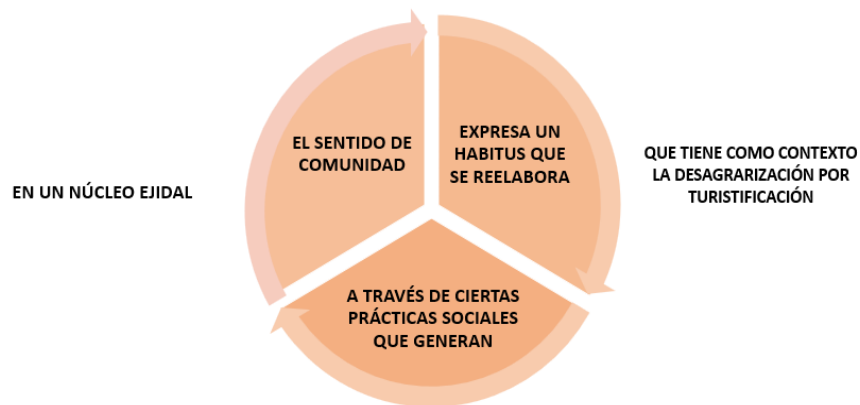 EN UN NÚCLEO EJIDAL
EL SENTIDO DE
COMUNIDAD
EXPRESA UN
HABITUS QUE
SE REELABORA
QUE TIENE COMO CONTEXTO
LA DESAGRARIZACIÓN POR
TURISTIFICACIÓN
A TRAVÉS DE CIERTAS
PRÁCTICAS SOCIALES
QUE GENERAN